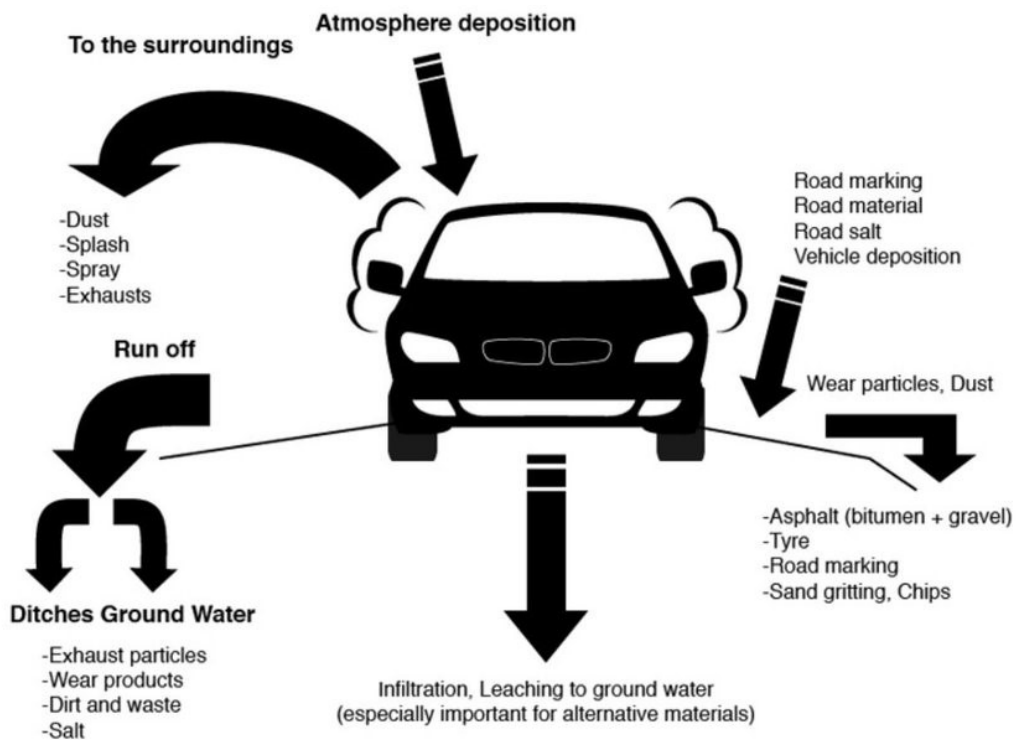 Atmosphere deposition
To the surroundings
-Dust
-Splash
-Spray
-Exhausts
Road marking
Road material
Road salt
Vehicle deposition
Run off
Wear particles, Dust
-Asphalt (bitumen + gravel)
-Tyre
-Road marking
-Sand gritting, Chips
Ditches Ground Water
-Exhaust particles
-Wear products
-Dirt and waste
-Salt
Infiltration, Leaching to ground water
(especially important for alternative materials)